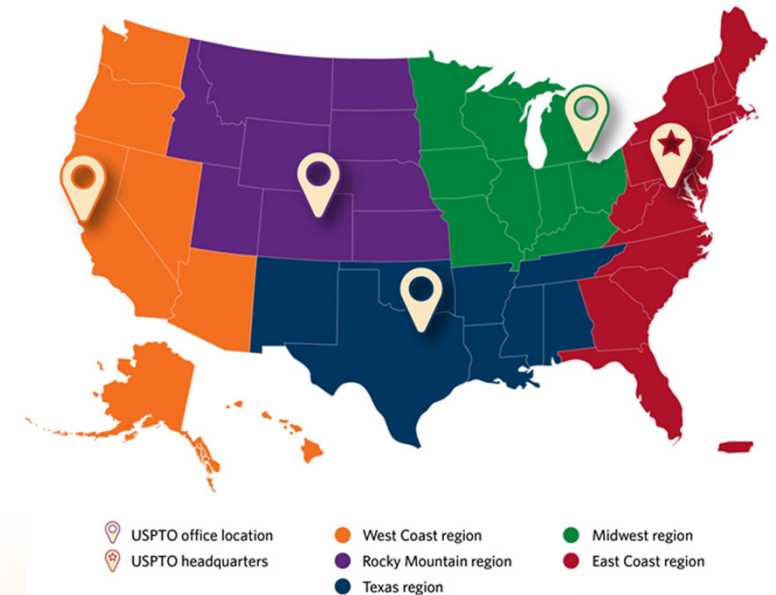 USPTO office location
USPTO headquarters
West Coast region
Rocky Mountain region
Texas region
Midwest region
East Coast region